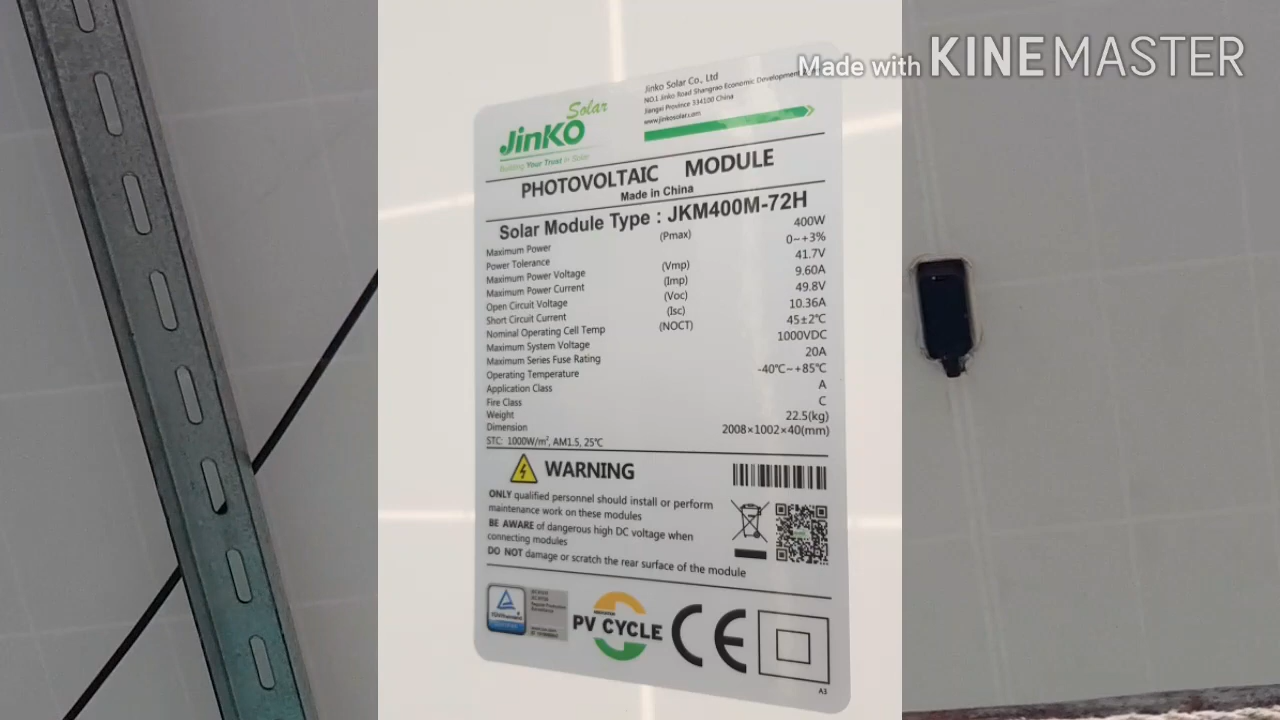 Made with KINEMASTER
Jinko Solar
Building Your Trust in Solar
Jinko Solar Co., Ltd
NO.1 Jinko Road Shangrao Economic Development
Jiangxi Province 334100 China
www.jinkosolar.com
PHOTOVOLTAIC MODULE
Made in China
Solar Module Type : JKM400M-72H
Maximum Power (Pmax) 400W
Power Tolerance 0~+3%
Maximum Power Voltage (Vmp) 41.7V
Maximum Power Current (Imp) 9.60A
Open Circuit Voltage (Voc) 49.8V
Short Circuit Current (Isc) 10.36A
Nominal Operating Cell Temp (NOCT) 45±2℃
Maximum System Voltage 1000VDC
Maximum Series Fuse Rating 20A
Operating Temperature -40℃~+85℃
Application Class A
Fire Class C
Weight 22.5(kg)
Dimension 2008×1002×40(mm)
STC: 1000W/m², AM1.5, 25℃
WARNING
ONLY qualified personnel should install or perform
maintenance work on these modules
BE AWARE of dangerous high DC voltage when
connecting modules
DO NOT damage or scratch the rear surface of the module
PV CYCLE
CE
A3